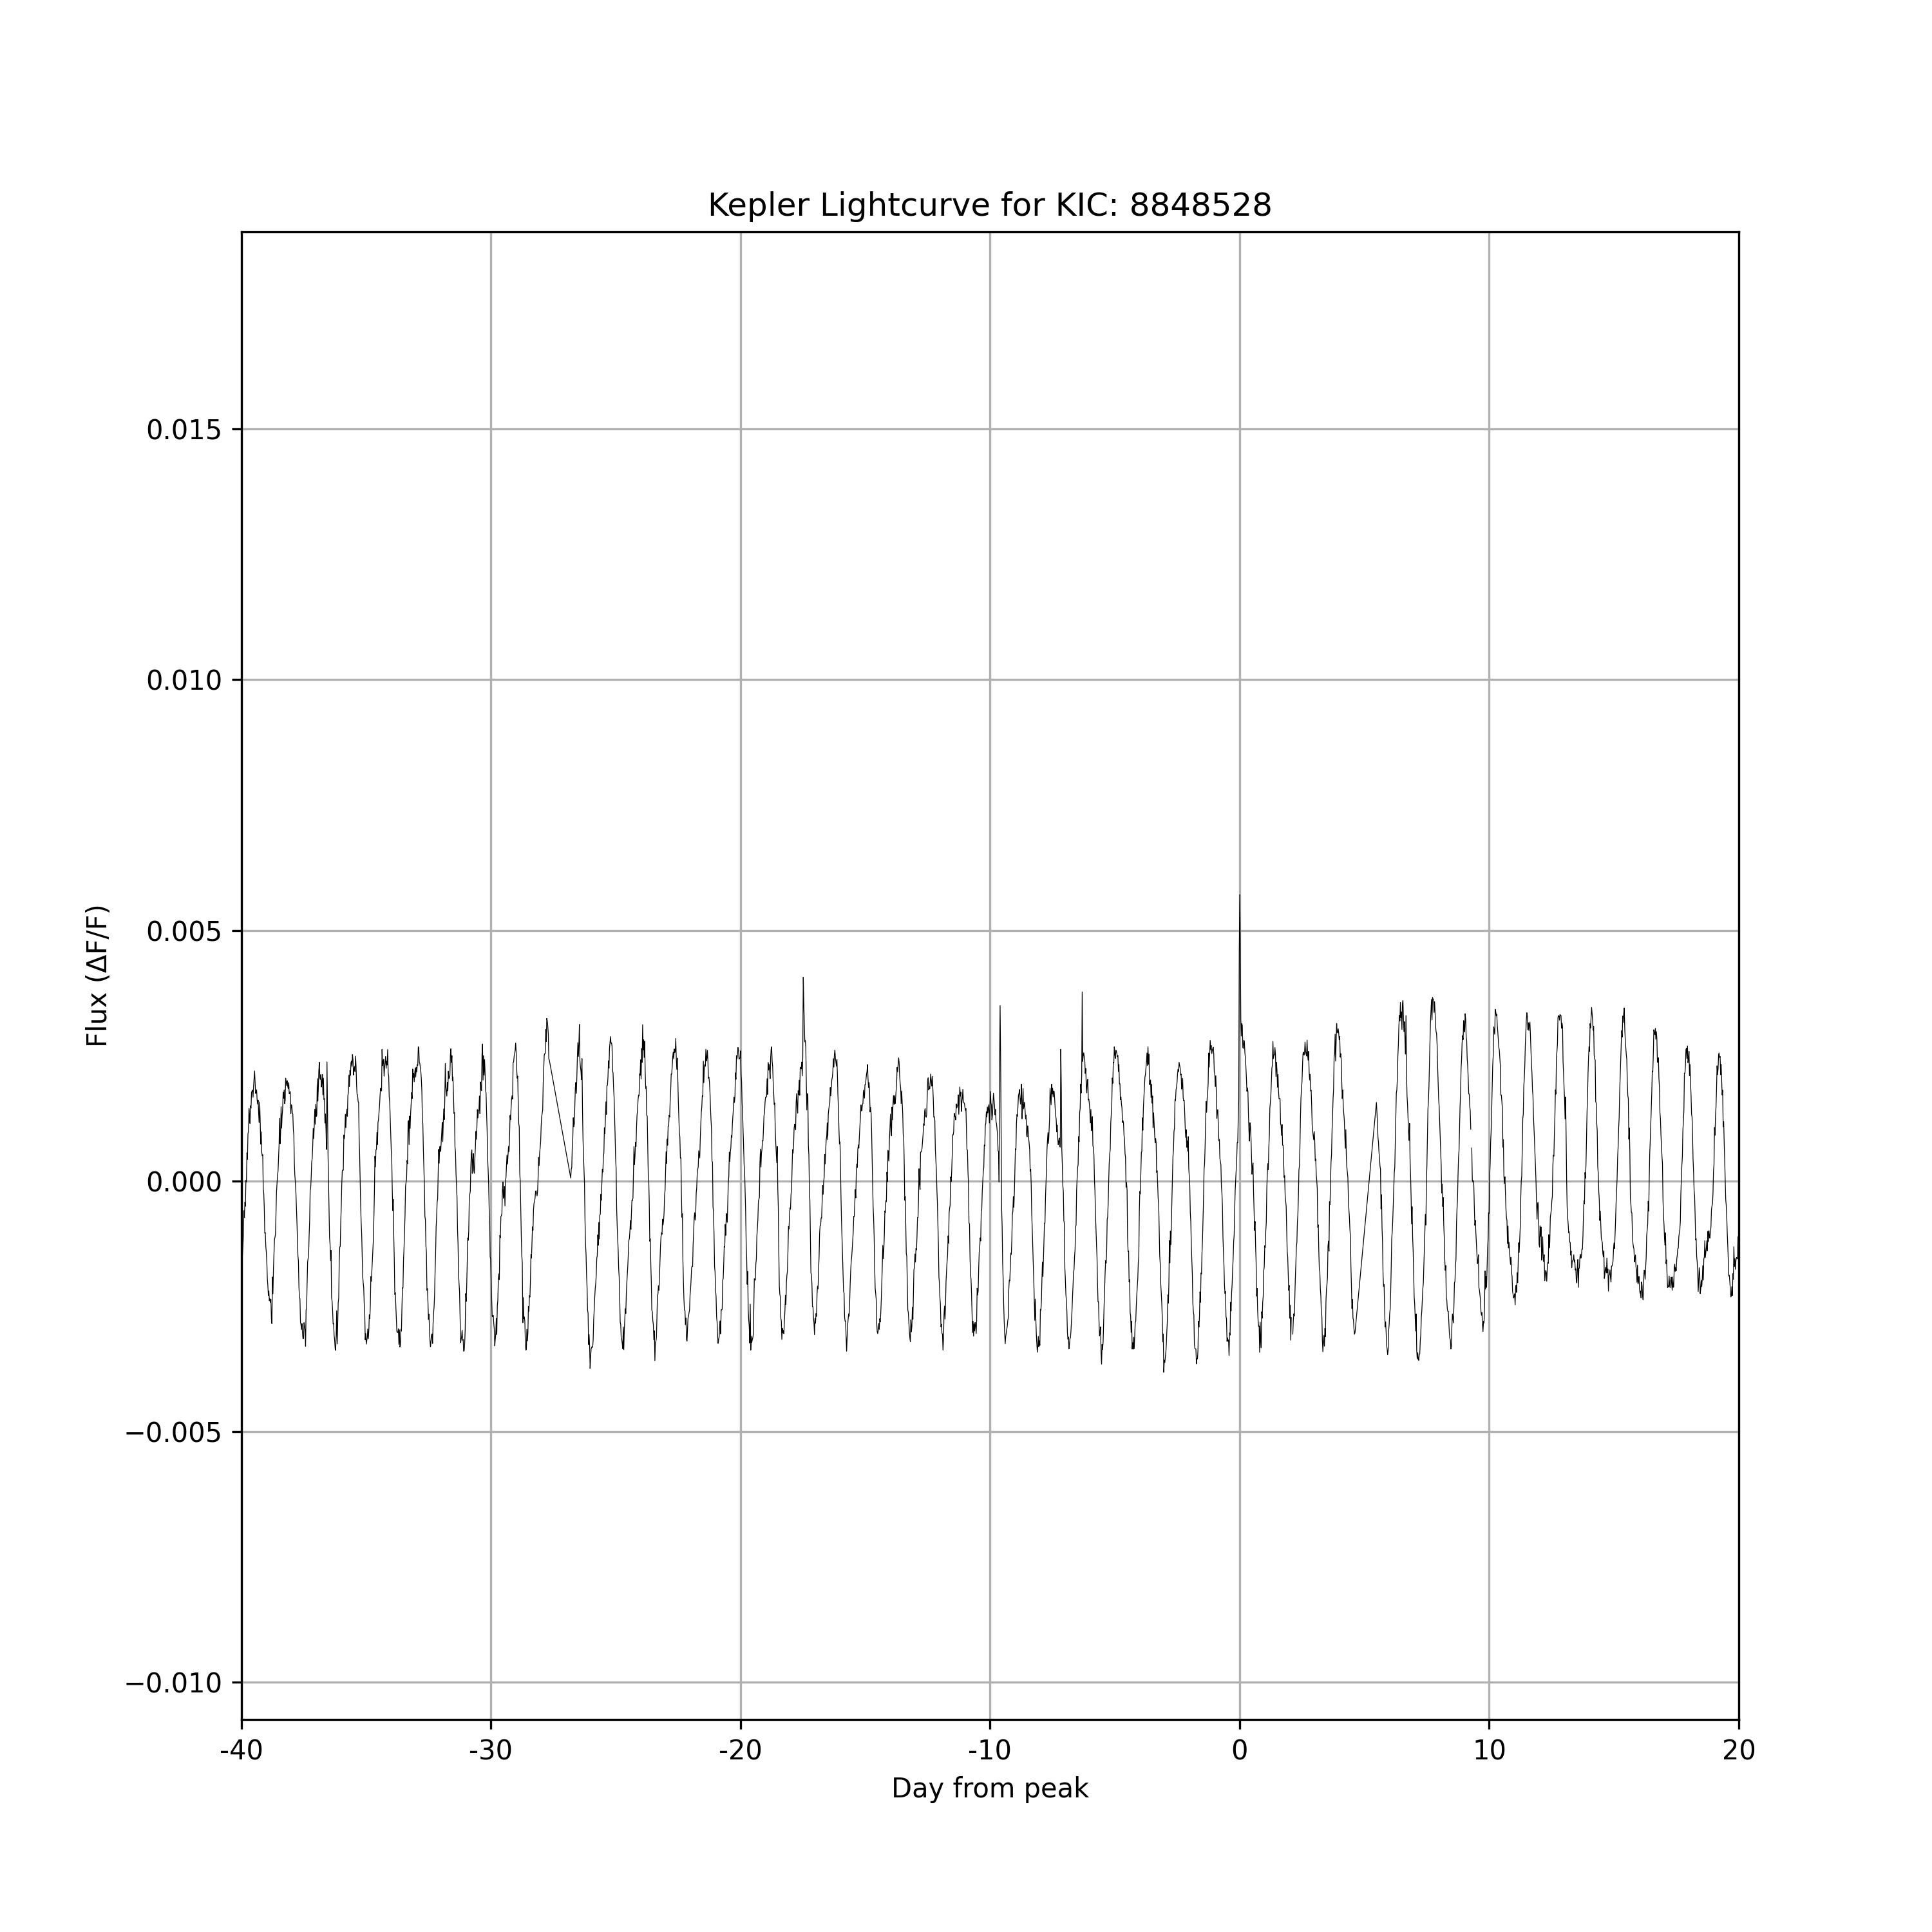 Kepler Lightcurve for KIC: 8848528
Flux (ΔF/F)
0.015
0.010
0.005
0.000
−0.005
−0.010
-40 -30 -20 -10 0 10 20
Day from peak